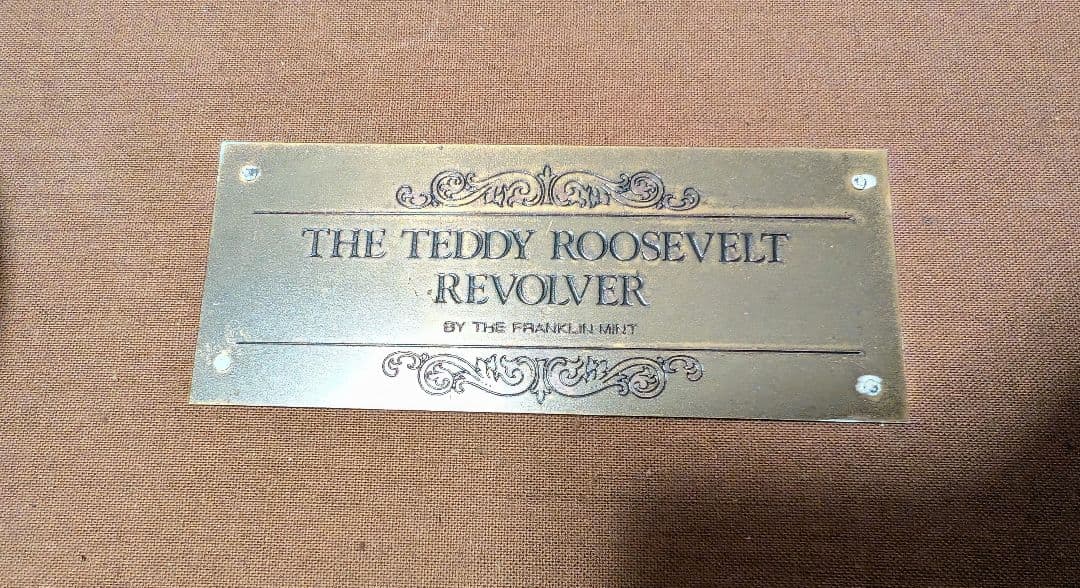 THE TEDDY ROOSEVELT
REVOLVER
BY THE FRANKLIN MINT